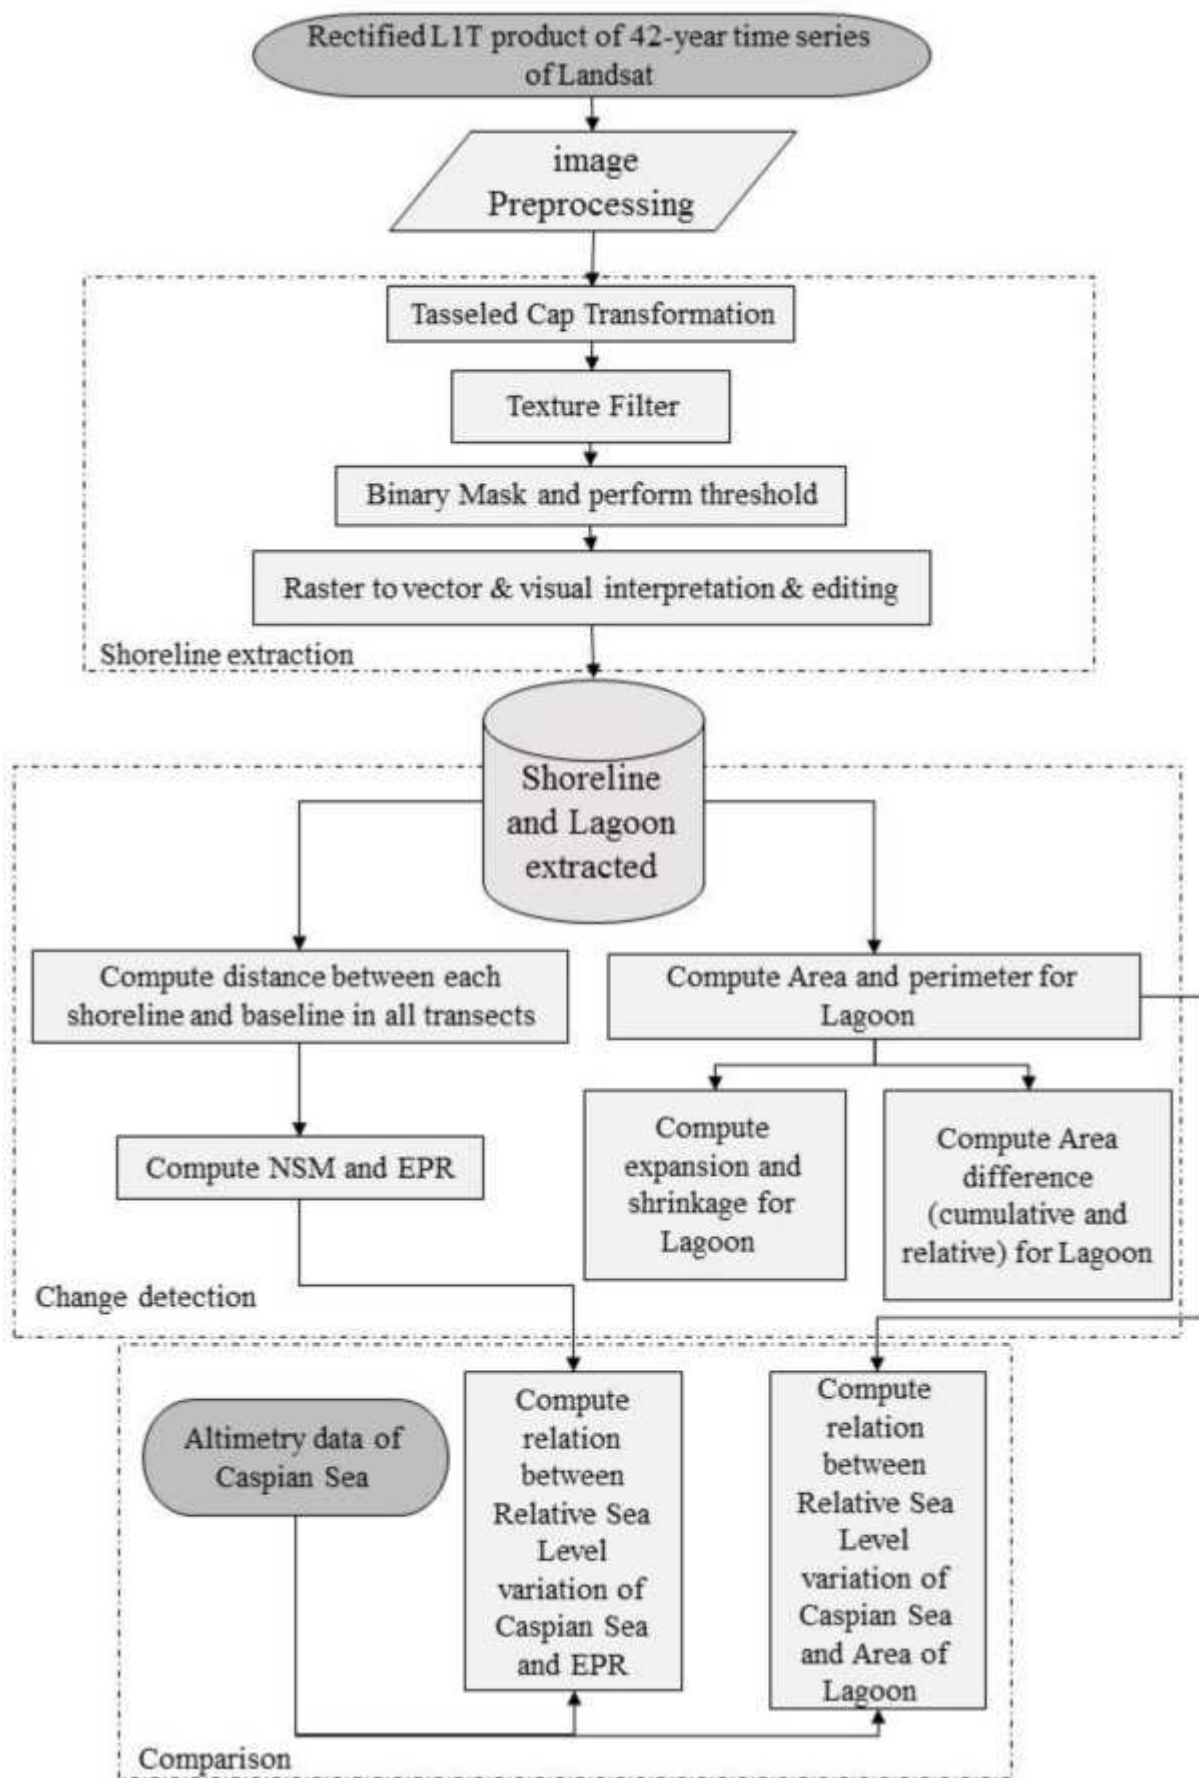 Rectified L1T product of 42-year time series
of Landsat
image
Preprocessing
Tasseled Cap Transformation
Texture Filter
Binary Mask and perform threshold
Raster to vector & visual interpretation & editing
Shoreline extraction
Shoreline
and Lagoon
extracted
Compute distance between each
shoreline and baseline in all transects
Compute Area and perimeter for
Lagoon
Compute NSM and EPR
Compute
expansion and
shrinkage for
Lagoon
Compute Area
difference
(cumulative and
relative) for Lagoon
Change detection
Altimetry data of
Caspian Sea
Compute
relation
between
Relative Sea
Level
variation of
Caspian Sea
and EPR
Compute
relation
between
Relative Sea
Level
variation of
Caspian Sea
and Area of
Lagoon
Comparison